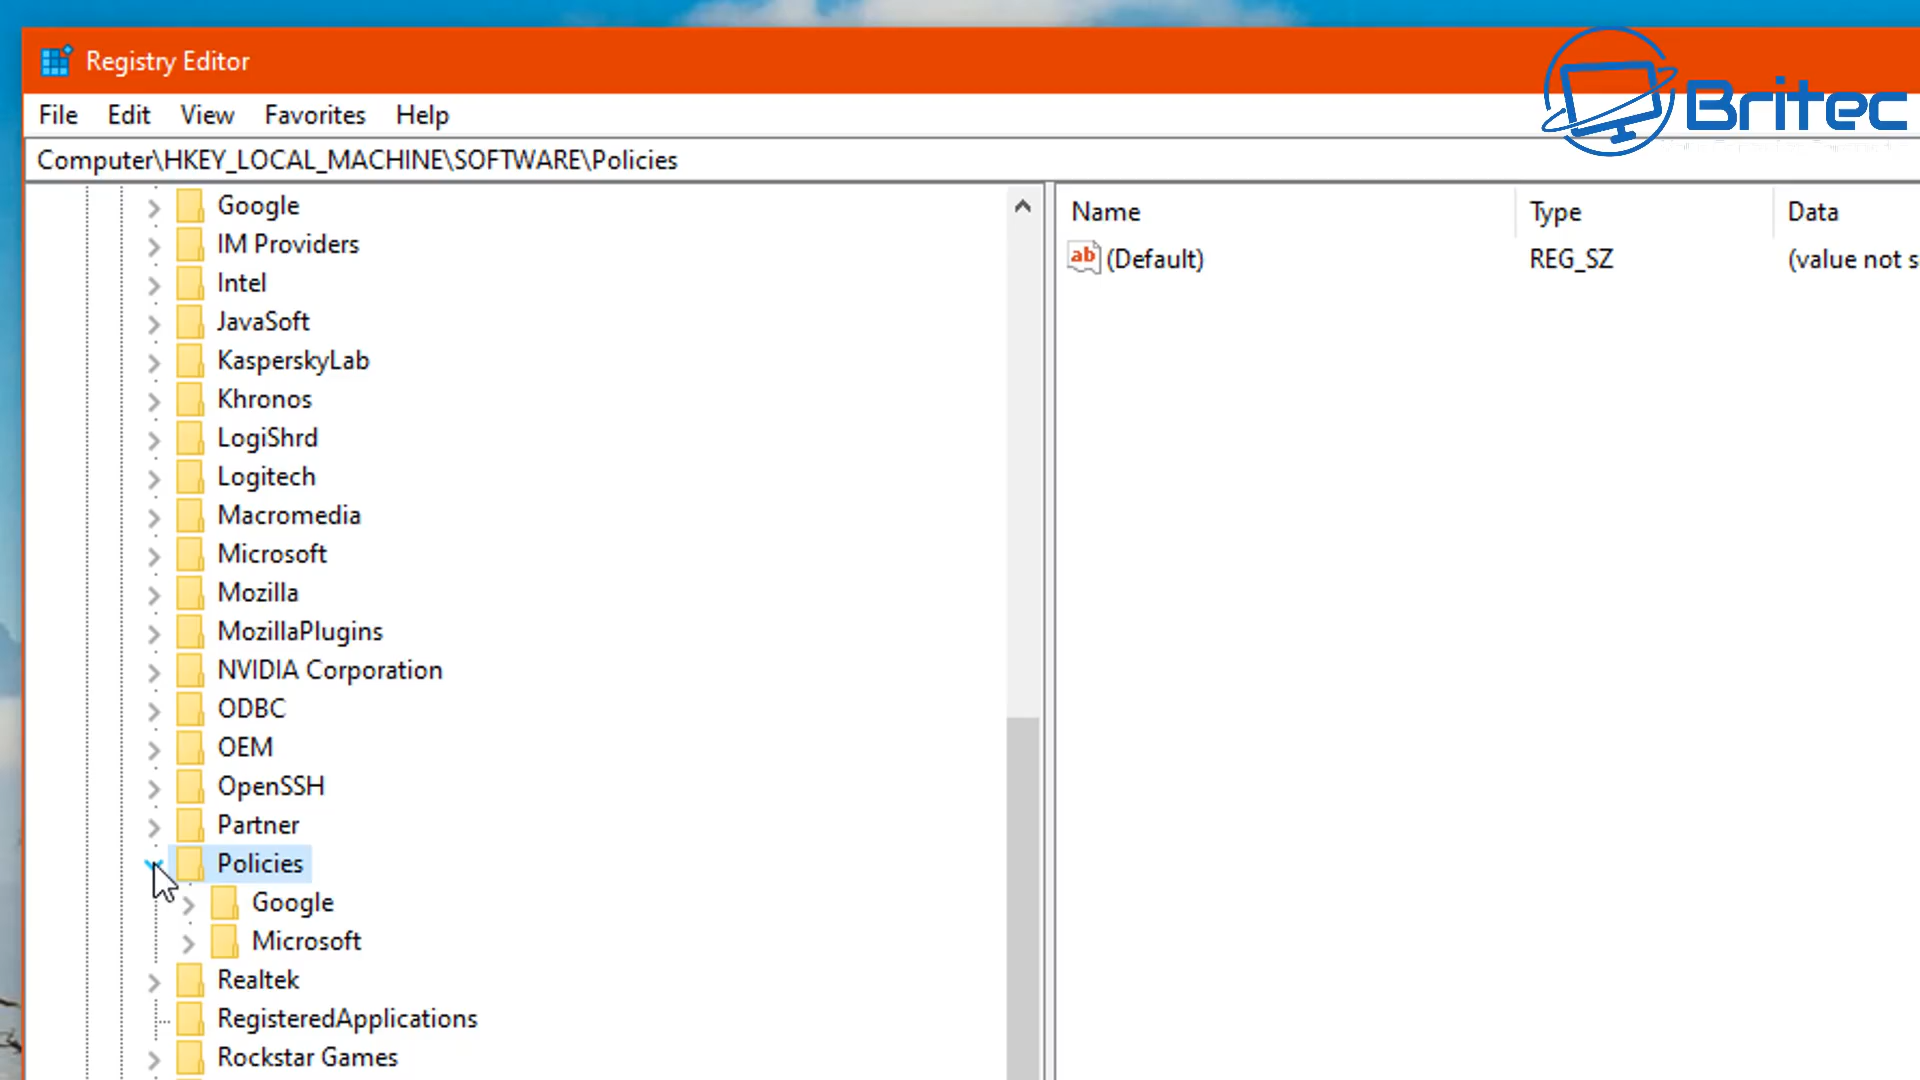 Registry Editor
Britec
File Edit View Favorites Help
Computer\HKEY_LOCAL_MACHINE\SOFTWARE\Policies
Name Type Data
ab (Default) REG_SZ (value not s
Google
IM Providers
Intel
JavaSoft
KasperskyLab
Khronos
LogiShrd
Logitech
Macromedia
Microsoft
Mozilla
MozillaPlugins
NVIDIA Corporation
ODBC
OEM
OpenSSH
Partner
Policies
Google
Microsoft
Realtek
RegisteredApplications
Rockstar Games